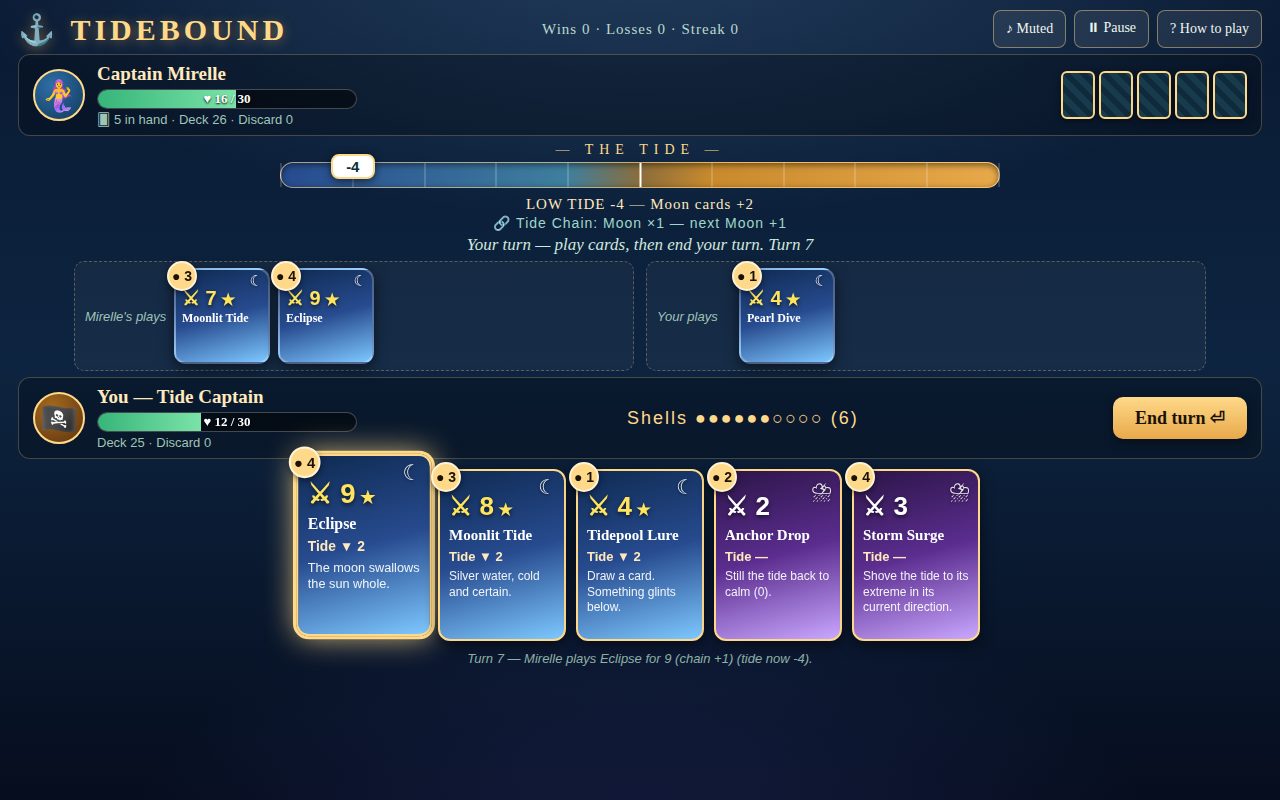 ⚓ TIDEBOUND
Wins 0 · Losses 0 · Streak 0
♪ Muted
⏸ Pause
? How to play
Captain Mirelle
♥ 16 / 30
🂠 5 in hand · Deck 26 · Discard 0
— THE TIDE —
-4
LOW TIDE -4 — Moon cards +2
🔗 Tide Chain: Moon ×1 — next Moon +1
Your turn — play cards, then end your turn. Turn 7
Mirelle's plays
● 3
☾
⚔ 7 ★
Moonlit Tide
● 4
☾
⚔ 9 ★
Eclipse
Your plays
● 1
☾
⚔ 4 ★
Pearl Dive
You — Tide Captain
♥ 12 / 30
Deck 25 · Discard 0
Shells ●●●●●●○○○○ (6)
End turn ⏎
● 4
☾
⚔ 9 ★
Eclipse
Tide ▼ 2
The moon swallows
the sun whole.
● 3
☾
⚔ 8 ★
Moonlit Tide
Tide ▼ 2
Silver water, cold
and certain.
● 1
☾
⚔ 4 ★
Tidepool Lure
Tide ▼ 2
Draw a card.
Something glints
below.
● 2
⛈
⚔ 2
Anchor Drop
Tide —
Still the tide back to
calm (0).
● 4
⛈
⚔ 3
Storm Surge
Tide —
Shove the tide to its
extreme in its
current direction.
Turn 7 — Mirelle plays Eclipse for 9 (chain +1) (tide now -4).